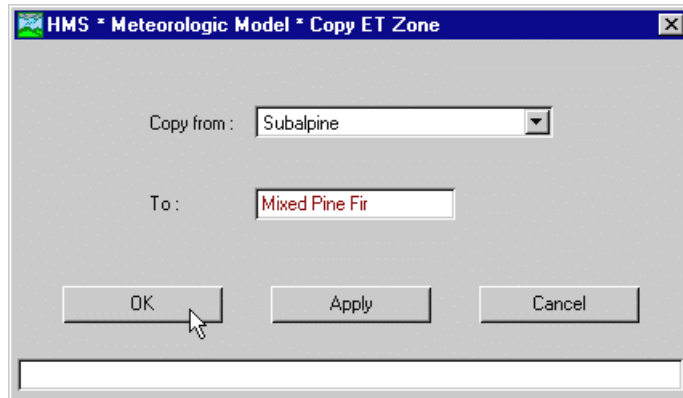 HMS * Meteorologic Model * Copy ET Zone
Copy from : Subalpine
To : Mixed Pine Fir
OK Apply Cancel